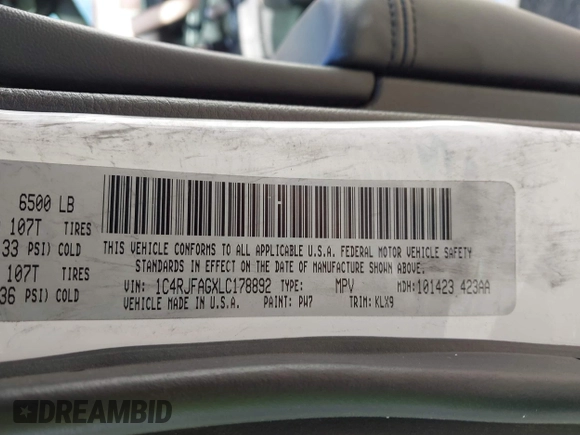 6500 LB
107T TIRES
33 PSI) COLD
107T TIRES
36 PSI) COLD
THIS VEHICLE CONFORMS TO ALL APPLICABLE U.S.A. FEDERAL MOTOR VEHICLE SAFETY
STANDARDS IN EFFECT ON THE DATE OF MANUFACTURE SHOWN ABOVE.
VIN: 1C4RJFAGXLC178892 TYPE: MPV MDH: 101423 423AA
VEHICLE MADE IN U.S.A. PAINT: PW7 TRIM: KLX9
DREAMBID